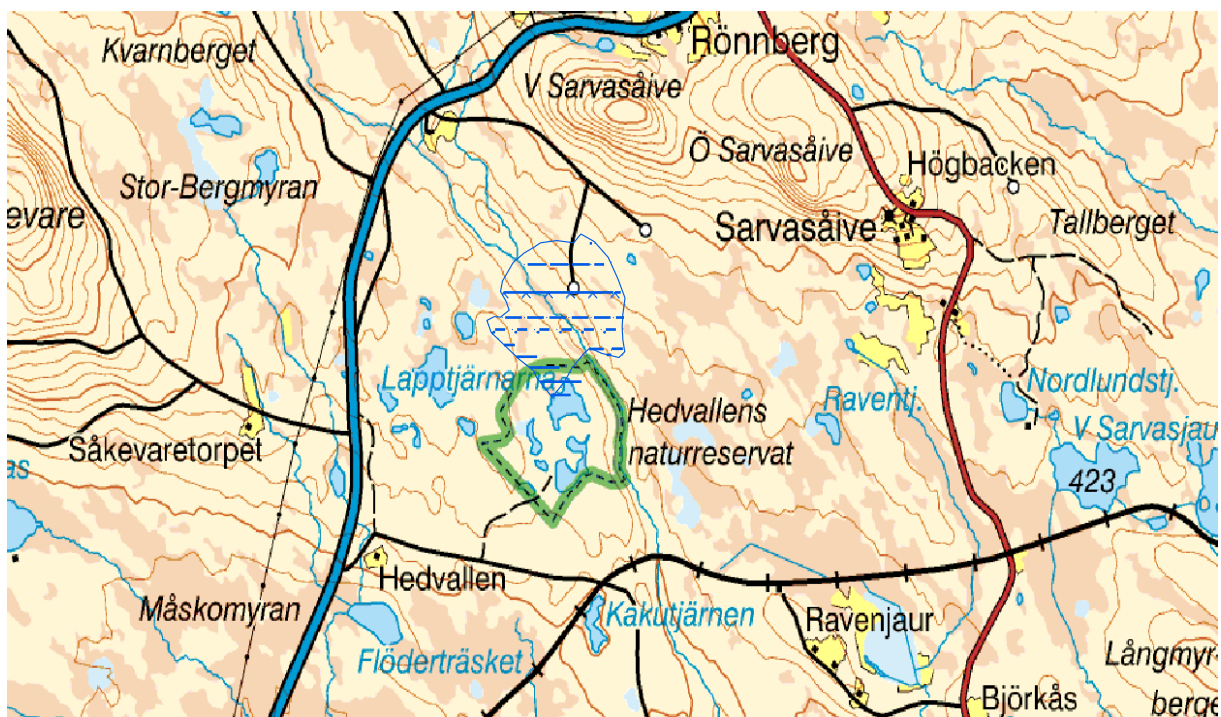 Rönnberg
Kvarnberget
V Sarvasåive
Ö Sarvasåive
Högbacken
Stor-Bergmyran
evare
Sarvasåive
Tallberget
Lapptjärnarna
Hedvallens
naturreservat
Raventj.
Nordlundstj.
V Sarvasjaur
Såkevaretorpet
as
423
Hedvallen
Måskomyran
Kakutjärnen
Ravenjaur
Flöderträsket
Långmyr-
berge
Björkås